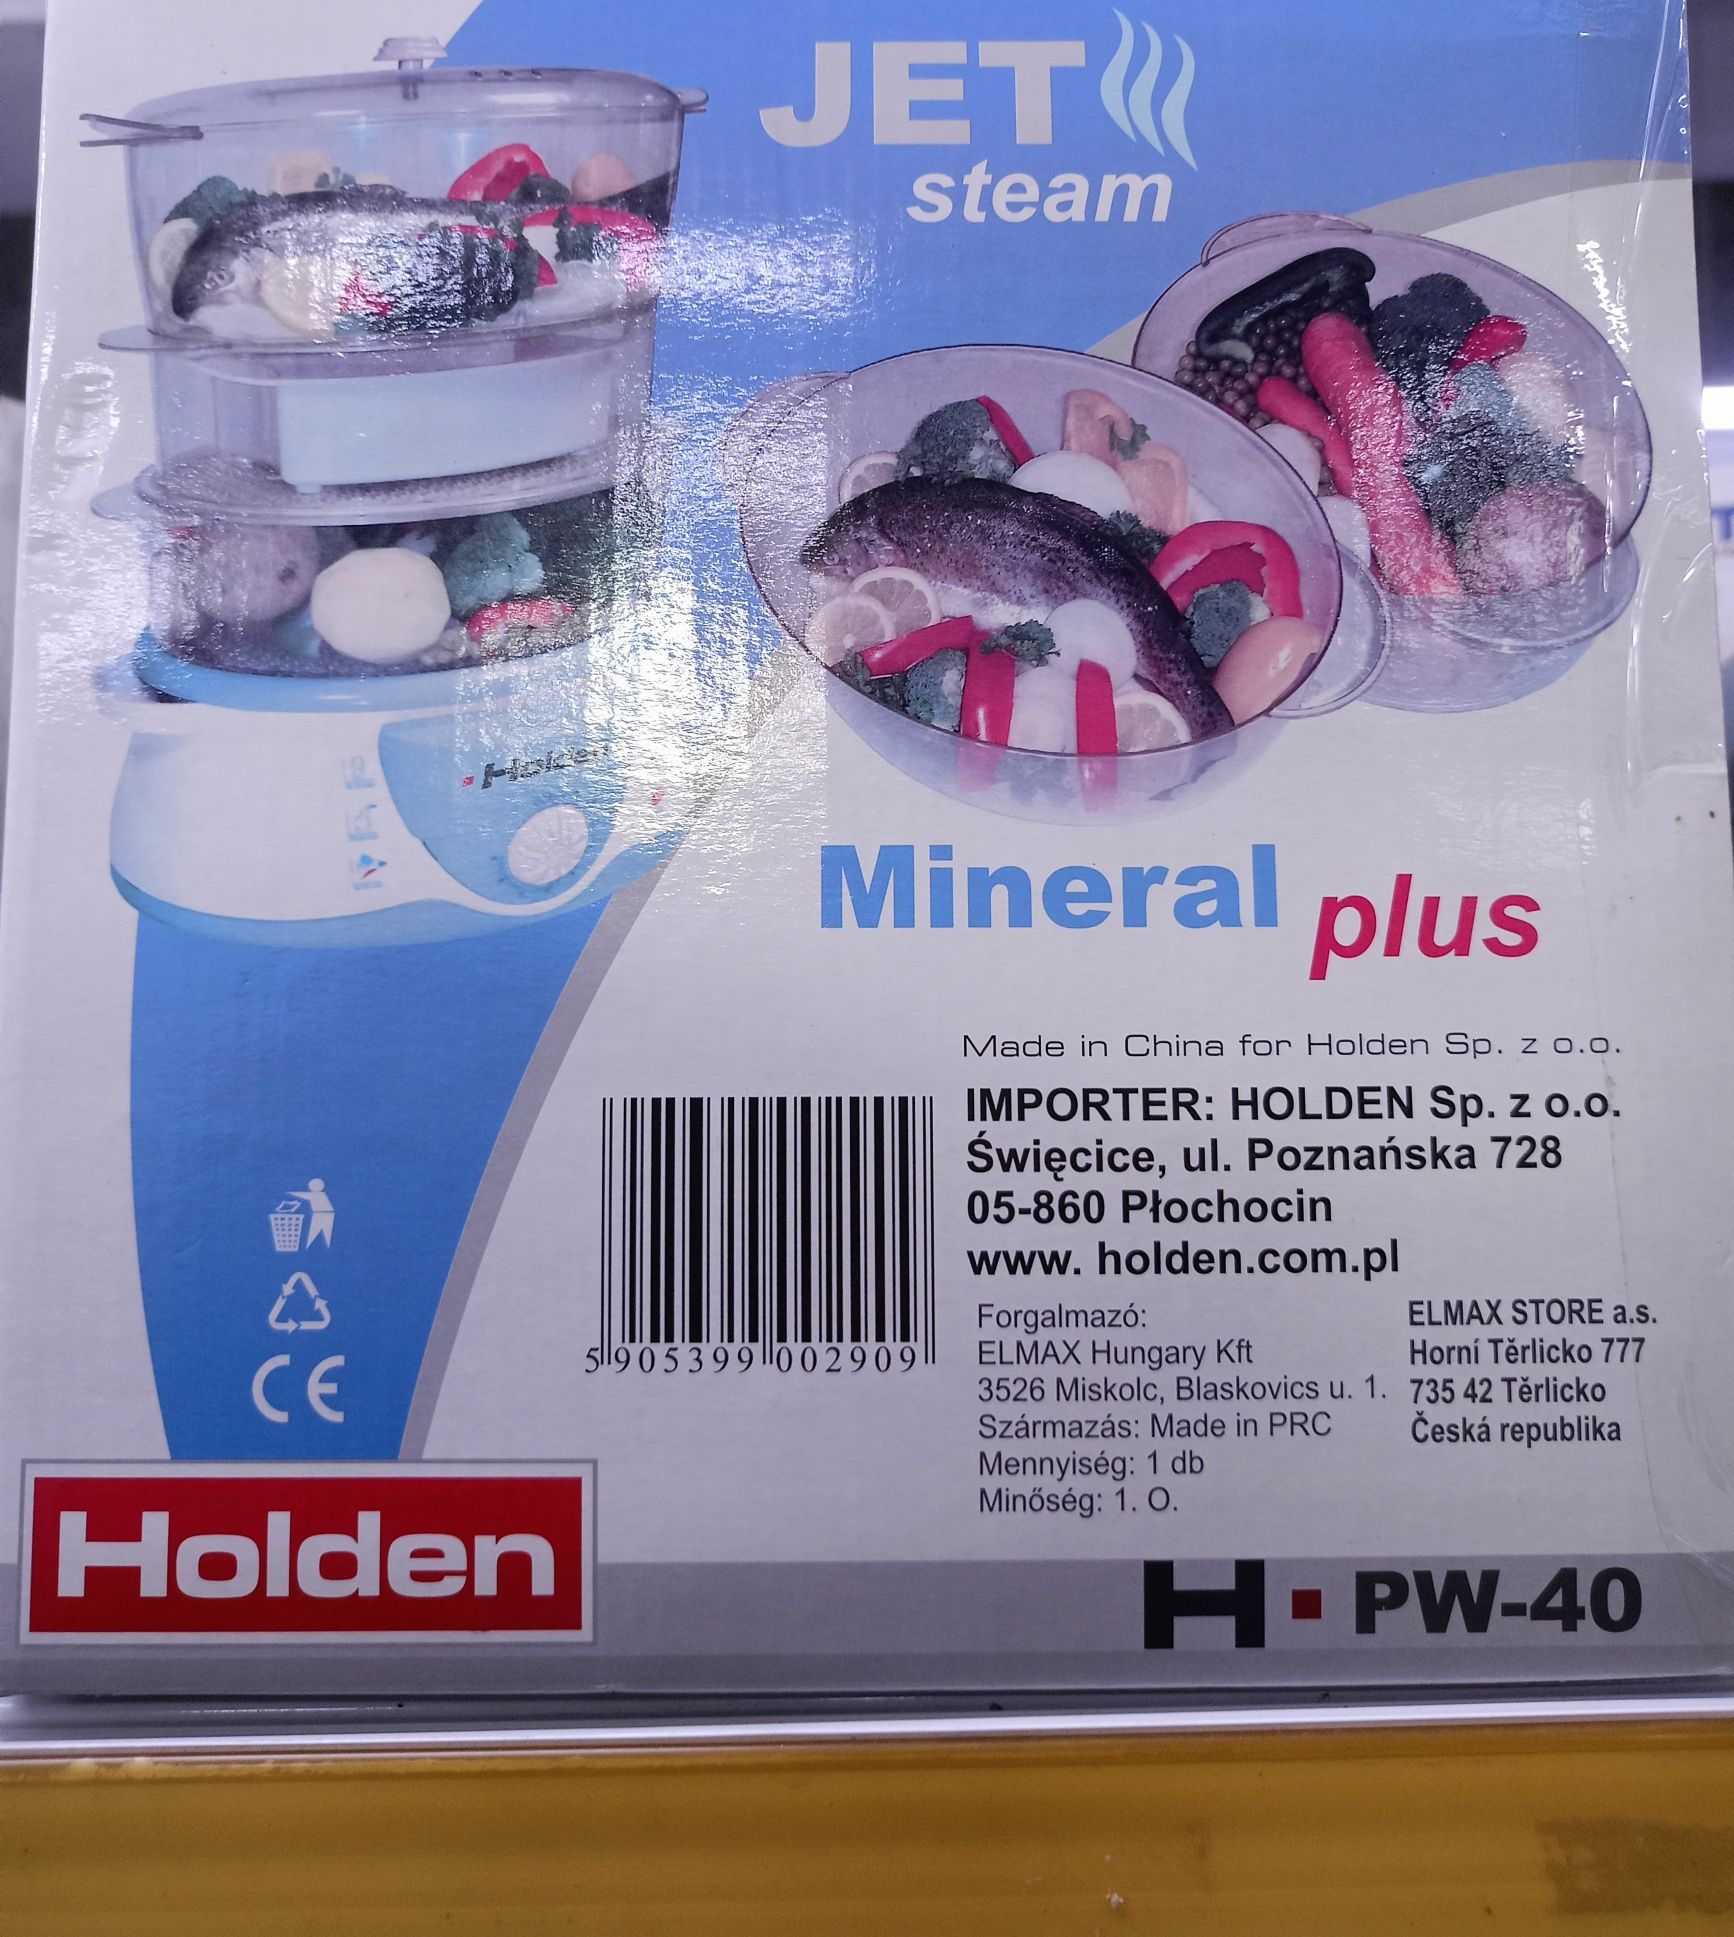 JET
steam
Holden
Mineral plus
Made in China for Holden Sp. z o.o.
IMPORTER: HOLDEN Sp. z o.o.
Święcice, ul. Poznańska 728
05-860 Płochocin
www. holden.com.pl
Forgalmazó:
ELMAX Hungary Kft
3526 Miskolc, Blaskovics u. 1.
Származás: Made in PRC
Mennyiség: 1 db
Minőség: 1. O.
ELMAX STORE a.s.
Horní Těrlicko 777
735 42 Těrlicko
Česká republika
5 905399 002909
CE
Holden
H PW-40